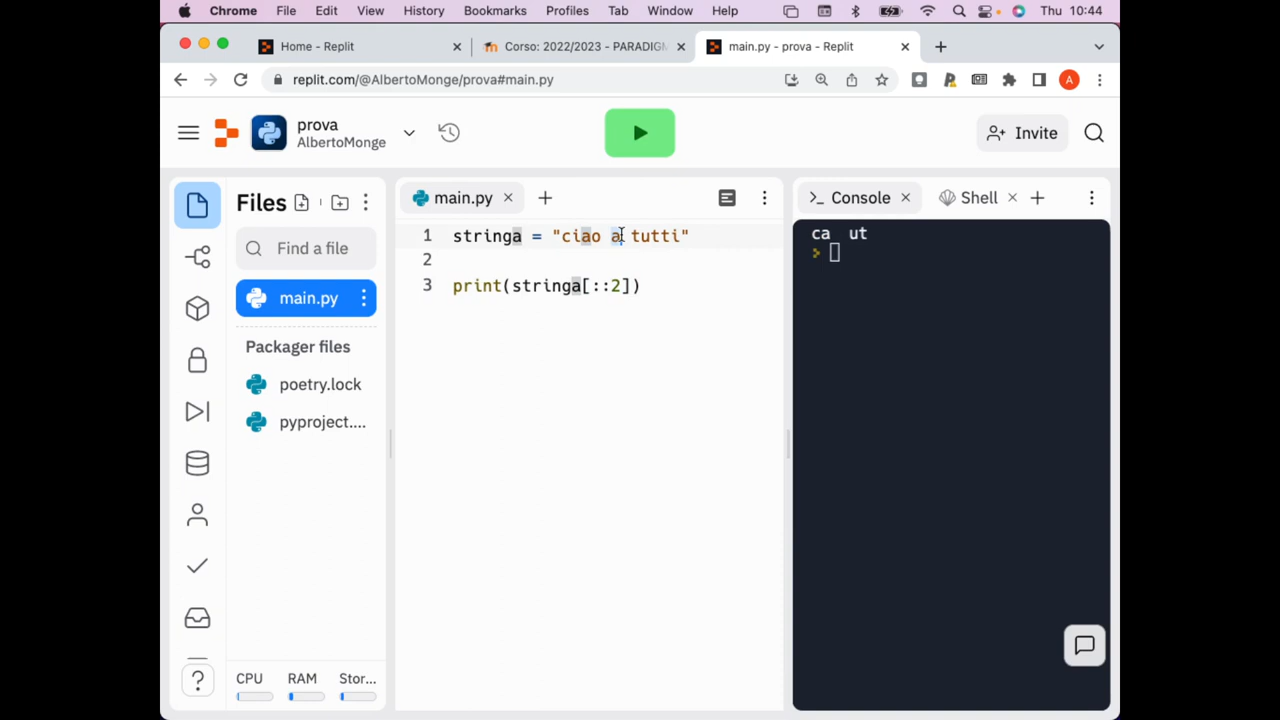 Chrome File Edit View History Bookmarks Profiles Tab Window Help Thu 10:44
Home - Replit Corso: 2022/2023 - PARADIGM main.py - prova - Replit
replit.com/@AlbertoMonge/prova#main.py A
prova
AlbertoMonge
Invite
Files
main.py
Console
Shell
Find a file
main.py
Packager files
poetry.lock
pyproject....
CPU RAM Stor...
1 stringa = "ciao a tutti"
2
3 print(stringa[::2])
ca  ut
>
?